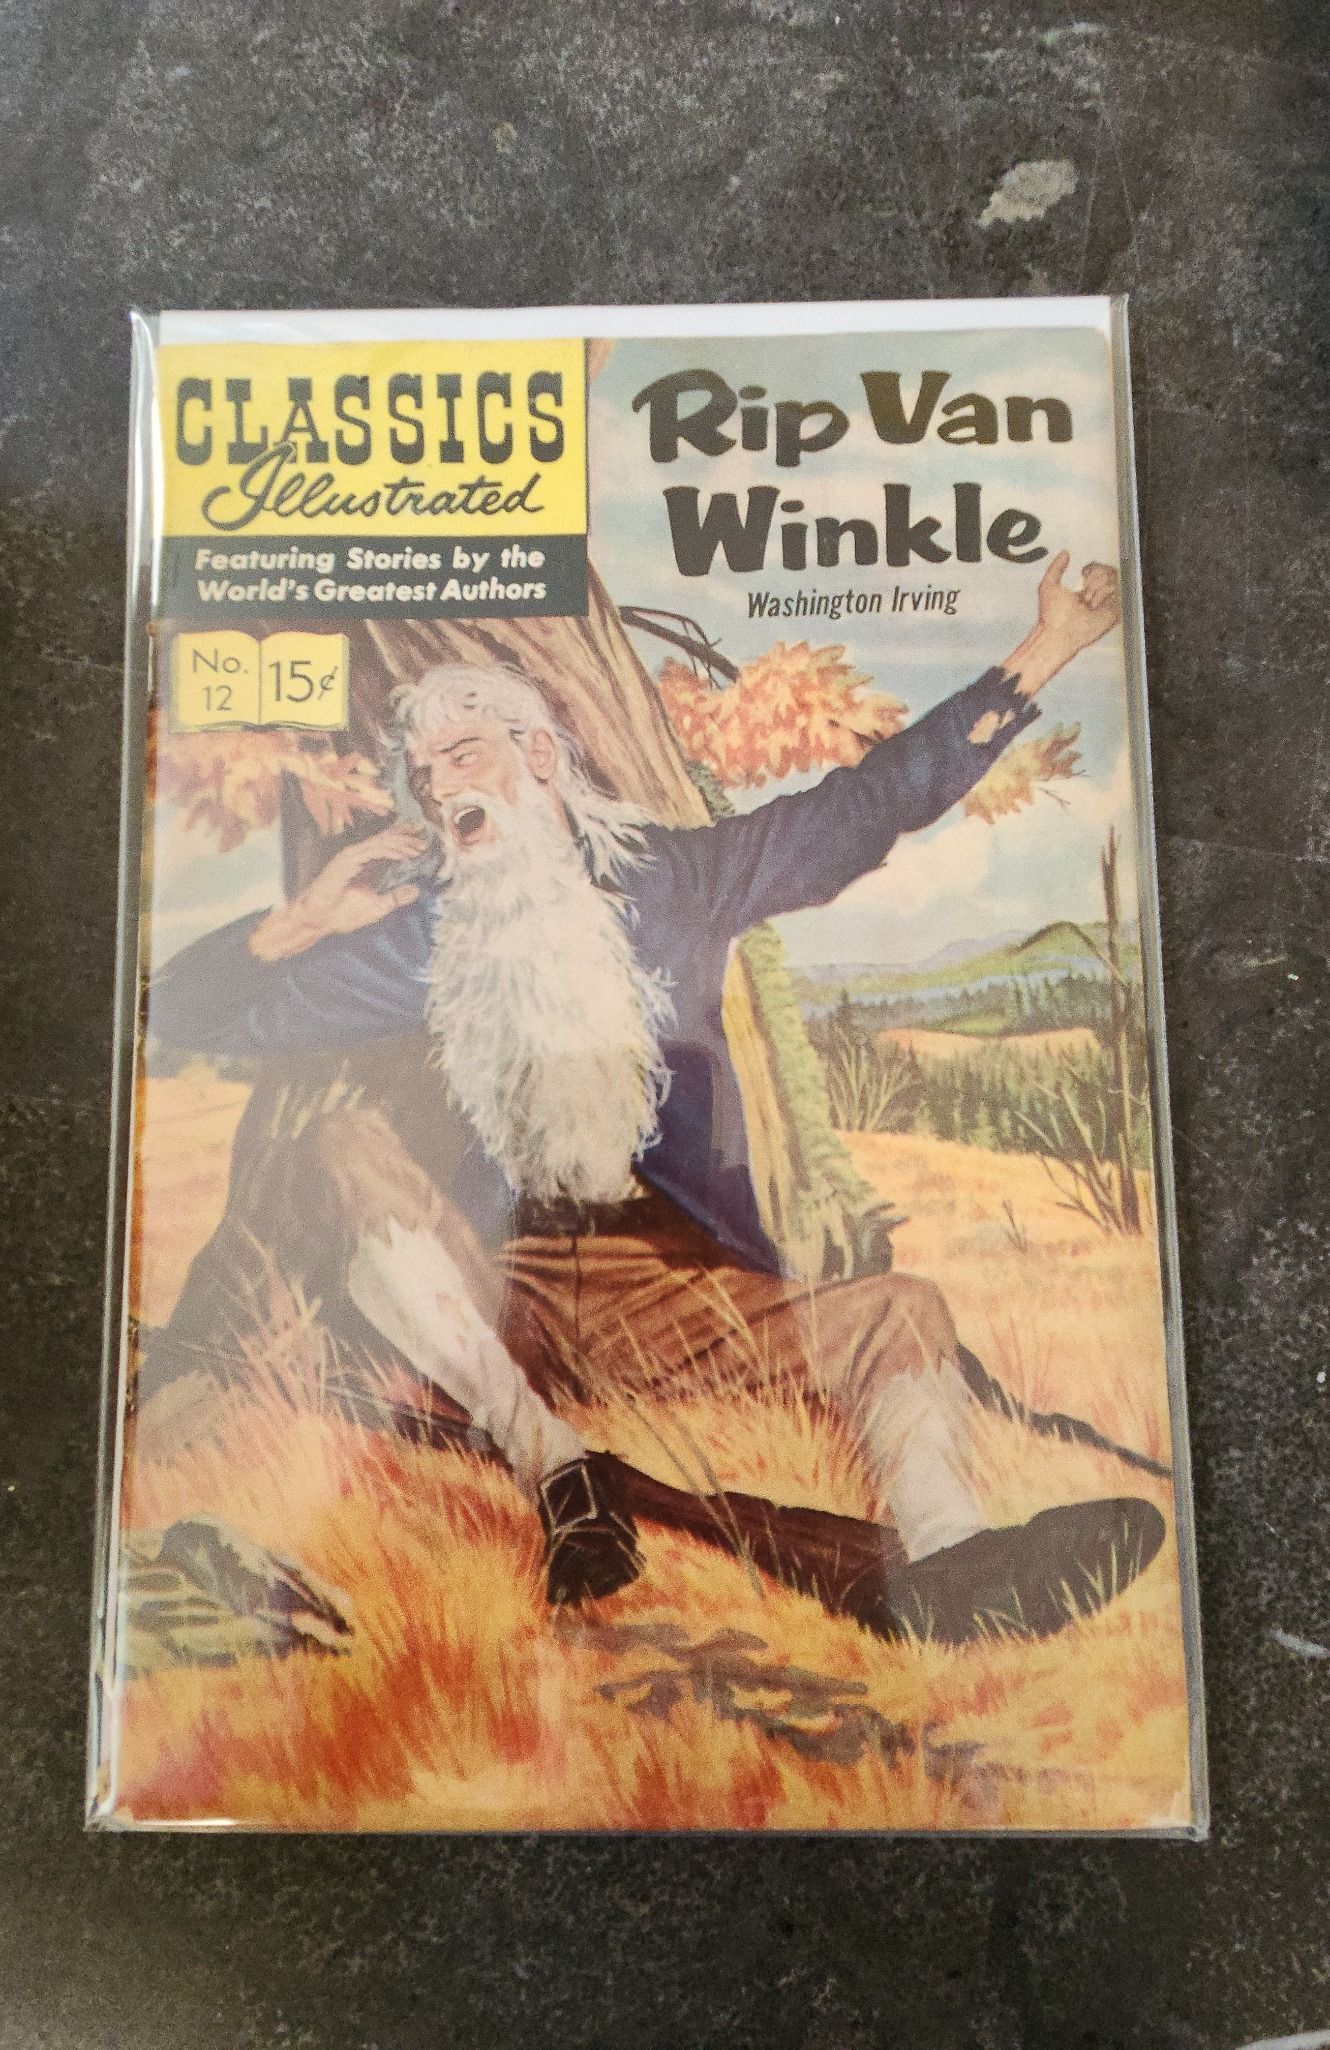 CLASSICS
Illustrated
Featuring Stories by the
World's Greatest Authors
No.
12
15¢
Rip Van
Winkle
Washington Irving